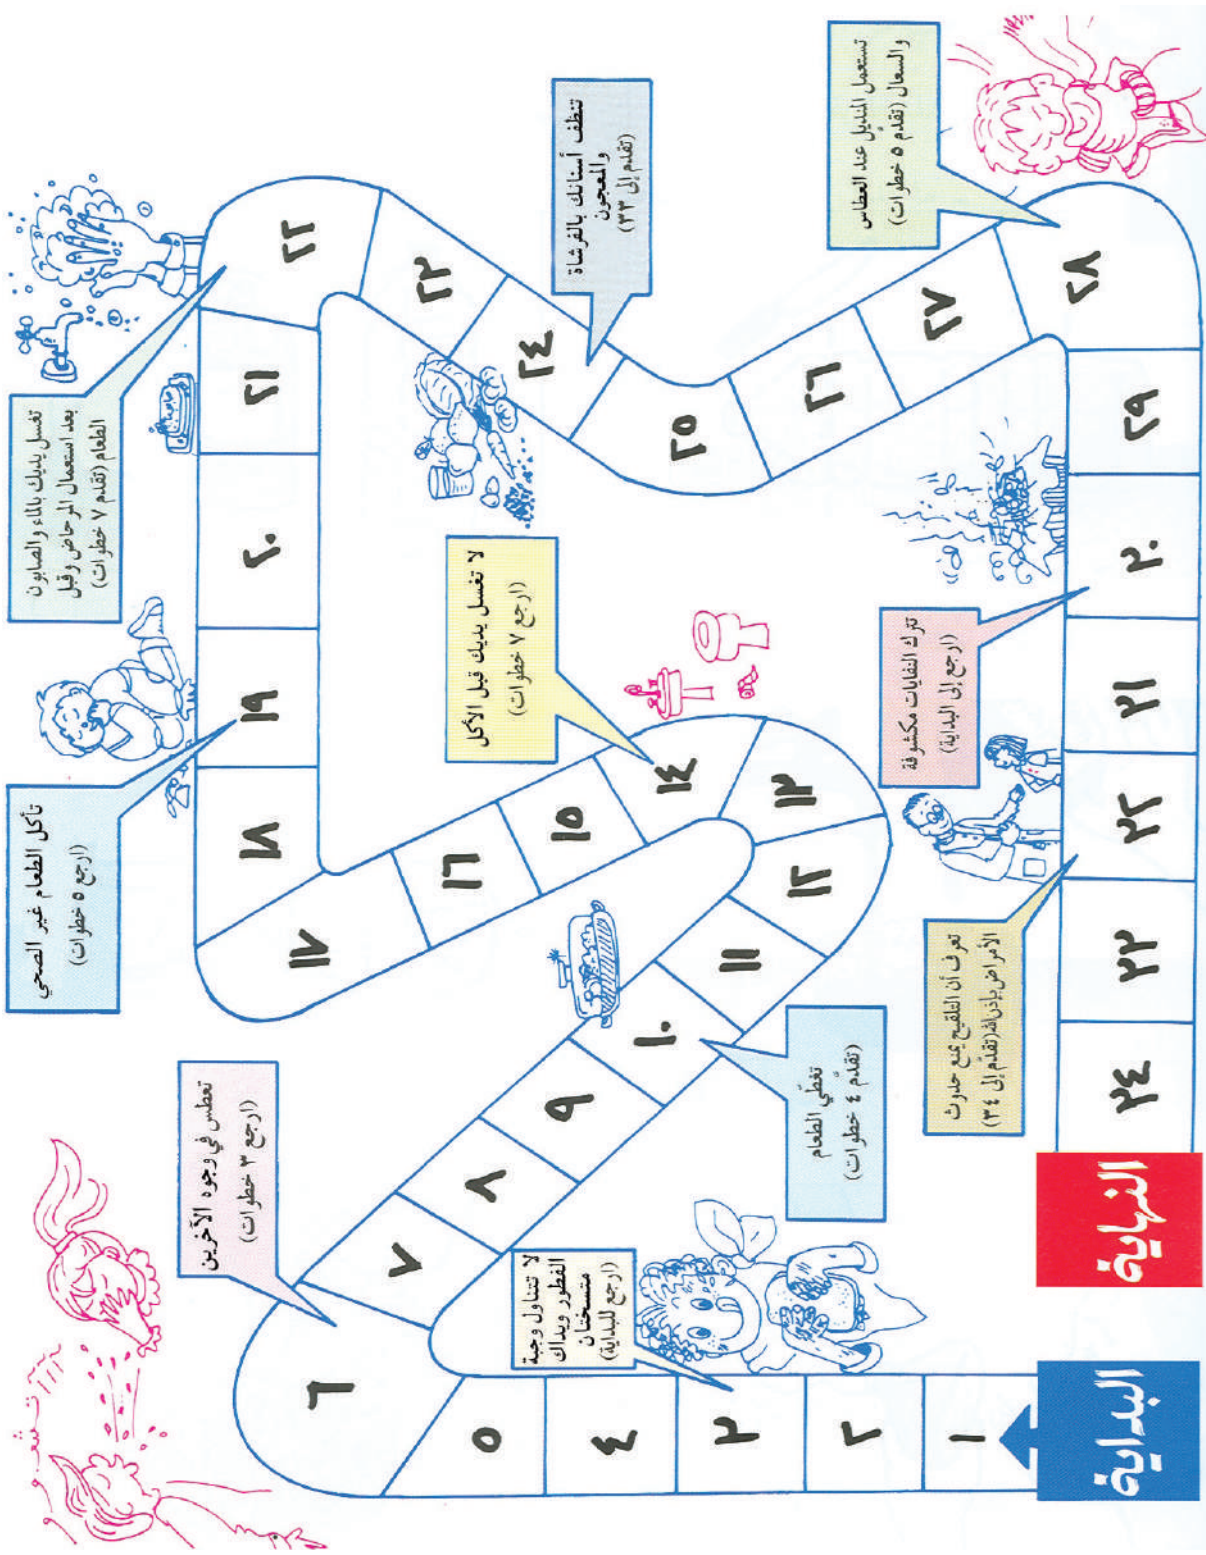 البداية
١
٢
٣
لا تتناول وجبة
الفطور ويداك
متسختان
(ارجع للبداية)
٤
٥
٦
تعطس في وجوه الآخرين
(ارجع ٣ خطوات)
٧
٨
٩
١٠
تغطّي الطعام
(تقدّم ٤ خطوات)
١١
١٢
١٣
١٤
لا تغسل يديك قبل الأكل
(ارجع ٧ خطوات)
١٥
١٦
١٧
١٨
١٩
تأكل الطعام غير الصحي
(ارجع ٥ خطوات)
٢٠
٢١
٢٢
تغسل يديك بالماء والصابون
بعد استعمال المرحاض وقبل
الطعام (تقدم ٧ خطوات)
٢٣
٢٤
تنظف أسنانك بالفرشاة
والمعجون
(تقدم إلى ٣٣)
٢٥
٢٦
٢٧
٢٨
تستعمل المنديل عند العطاس
والسعال (تقدّم ٥ خطوات)
٢٩
٣٠
تترك النفايات مكشوفة
(ارجع إلى البداية)
٣١
٣٢
تعرف أن التلقيح يمنع حدوث
الأمراض بإذن الله (تقدّم إلى ٣٤)
٣٣
٣٤
النهاية